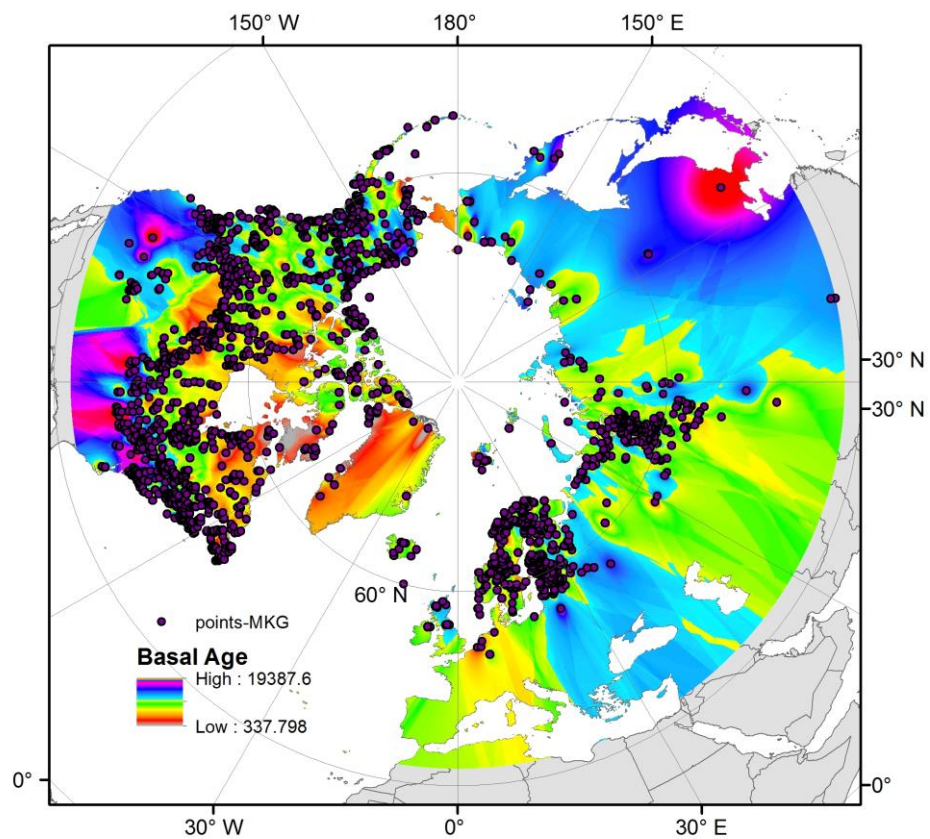 150° W 180° 150° E
30° N
30° N
60° N
points-MKG
Basal Age
High : 19387.6
Low : 337.798
0° 0°
30° W 0° 30° E